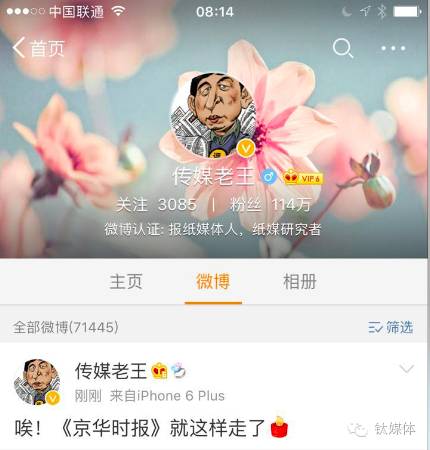 中国联通 08:14
首页
传媒老王 VIP 6
关注 3085 | 粉丝 114万
微博认证: 报纸媒体人，纸媒研究者
主页 微博 相册
全部微博(71445) 筛选
传媒老王
刚刚 来自iPhone 6 Plus
唉！《京华时报》就这样走了
钛媒体